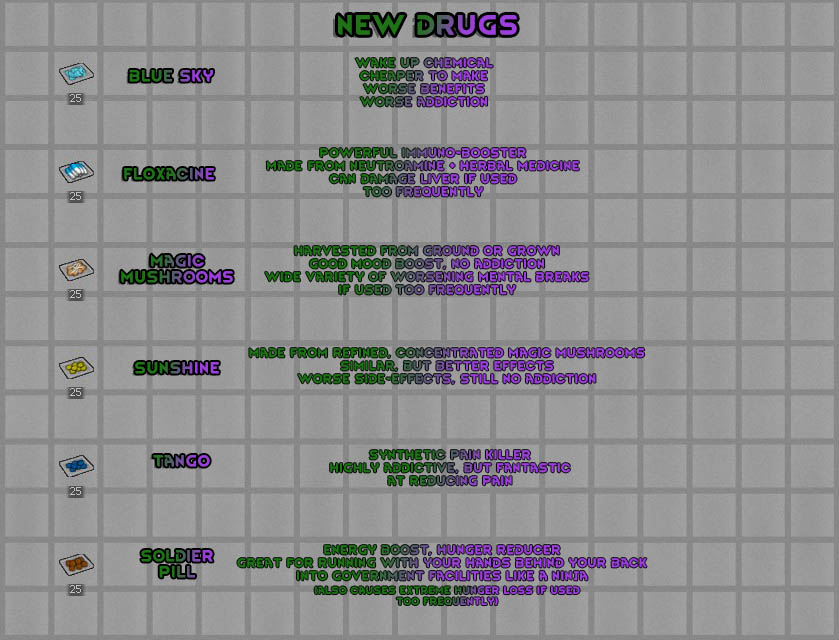 NEW DRUGS
BLUE SKY
WAKE UP CHEMICAL
CHEAPER TO MAKE
WORSE BENEFITS
WORSE ADDICTION
25
FLOXACINE
POWERFUL IMMUNO-BOOSTER
MADE FROM NEUTROAMINE + HERBAL MEDICINE
CAN DAMAGE LIVER IF USED
TOO FREQUENTLY
25
MAGIC
MUSHROOMS
HARVESTED FROM GROUND OR GROWN
GOOD MOOD BOOST, NO ADDICTION
WIDE VARIETY OF WORSENING MENTAL BREAKS
IF USED TOO FREQUENTLY
25
SUNSHINE
MADE FROM REFINED, CONCENTRATED MAGIC MUSHROOMS
SIMILAR, BUT BETTER EFFECTS
WORSE SIDE-EFFECTS, STILL NO ADDICTION
25
TANGO
SYNTHETIC PAIN KILLER
HIGHLY ADDICTIVE, BUT FANTASTIC
AT REDUCING PAIN
25
SOLDIER
PILL
ENERGY BOOST, HUNGER REDUCER
GREAT FOR RUNNING WITH YOUR HANDS BEHIND YOUR BACK
INTO GOVERNMENT FACILITIES LIKE A NINJA
(ALSO CAUSES EXTREME HUNGER LOSS IF USED
TOO FREQUENTLY)
25